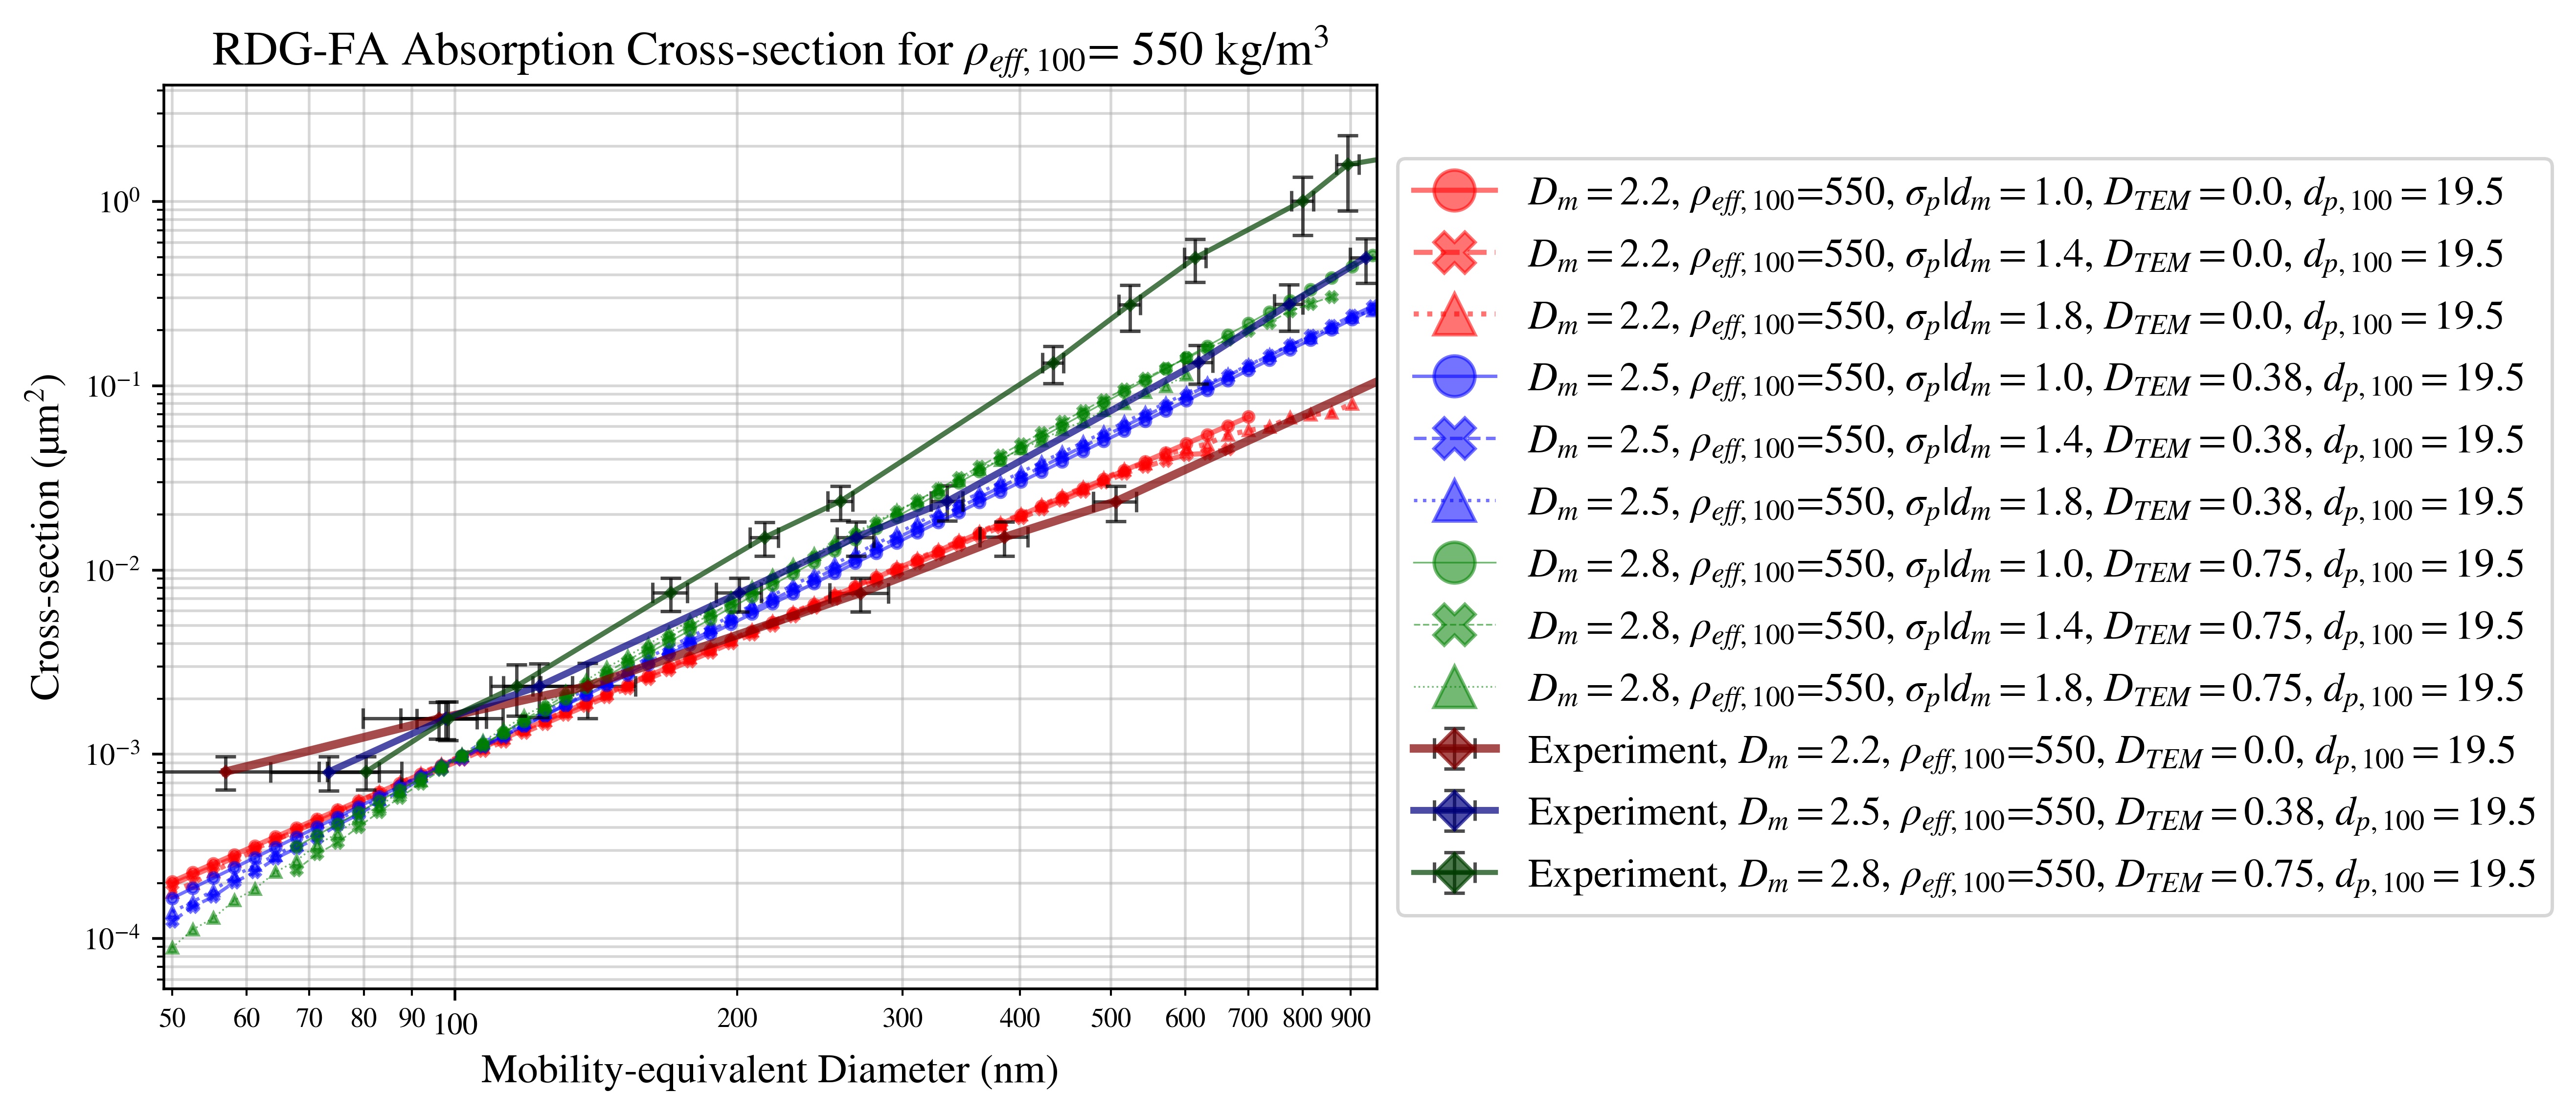 RDG-FA Absorption Cross-section for ρeff,100= 550 kg/m³
Cross-section (μm²)
10⁰
10⁻¹
10⁻²
10⁻³
10⁻⁴
50 60 70 80 90 100 200 300 400 500 600 700 800 900
Mobility-equivalent Diameter (nm)
Dm = 2.2, ρeff,100=550, σp|dm = 1.0, DTEM = 0.0, dp,100 = 19.5
Dm = 2.2, ρeff,100=550, σp|dm = 1.4, DTEM = 0.0, dp,100 = 19.5
Dm = 2.2, ρeff,100=550, σp|dm = 1.8, DTEM = 0.0, dp,100 = 19.5
Dm = 2.5, ρeff,100=550, σp|dm = 1.0, DTEM = 0.38, dp,100 = 19.5
Dm = 2.5, ρeff,100=550, σp|dm = 1.4, DTEM = 0.38, dp,100 = 19.5
Dm = 2.5, ρeff,100=550, σp|dm = 1.8, DTEM = 0.38, dp,100 = 19.5
Dm = 2.8, ρeff,100=550, σp|dm = 1.0, DTEM = 0.75, dp,100 = 19.5
Dm = 2.8, ρeff,100=550, σp|dm = 1.4, DTEM = 0.75, dp,100 = 19.5
Dm = 2.8, ρeff,100=550, σp|dm = 1.8, DTEM = 0.75, dp,100 = 19.5
Experiment, Dm = 2.2, ρeff,100=550, DTEM = 0.0, dp,100 = 19.5
Experiment, Dm = 2.5, ρeff,100=550, DTEM = 0.38, dp,100 = 19.5
Experiment, Dm = 2.8, ρeff,100=550, DTEM = 0.75, dp,100 = 19.5